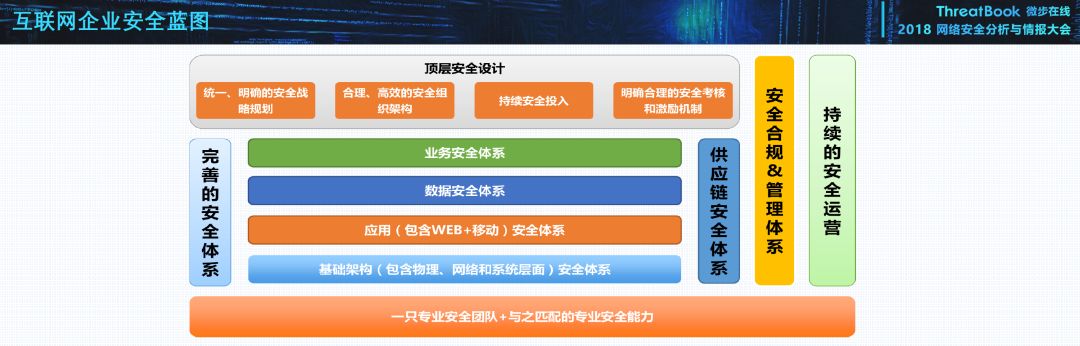 互联网企业安全蓝图
ThreatBook 微步在线
2018 网络安全分析与情报大会
顶层安全设计
统一、明确的安全战
略规划
合理、高效的安全组
织架构
持续安全投入
明确合理的安全考核
和激励机制
完善的安全体系
业务安全体系
数据安全体系
应用（包含WEB+移动）安全体系
基础架构（包含物理、网络和系统层面）安全体系
供应链安全体系
安全合规&管理体系
持续的安全运营
一只专业安全团队+与之匹配的专业安全能力